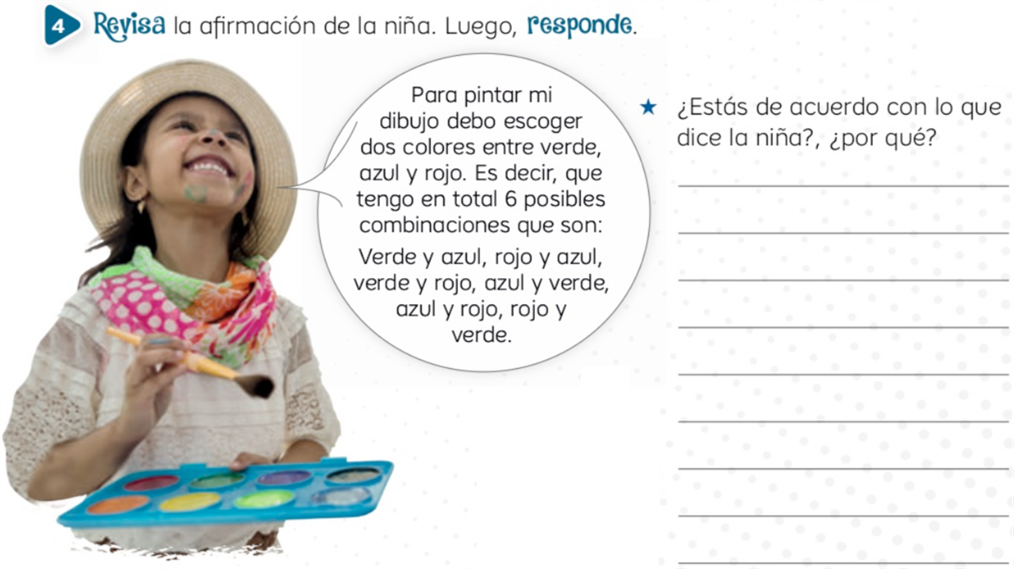 4 Revisa la afirmación de la niña. Luego, responde.
Para pintar mi
dibujo debo escoger
dos colores entre verde,
azul y rojo. Es decir, que
tengo en total 6 posibles
combinaciones que son:
Verde y azul, rojo y azul,
verde y rojo, azul y verde,
azul y rojo, rojo y
verde.
¿Estás de acuerdo con lo que
dice la niña?, ¿por qué?